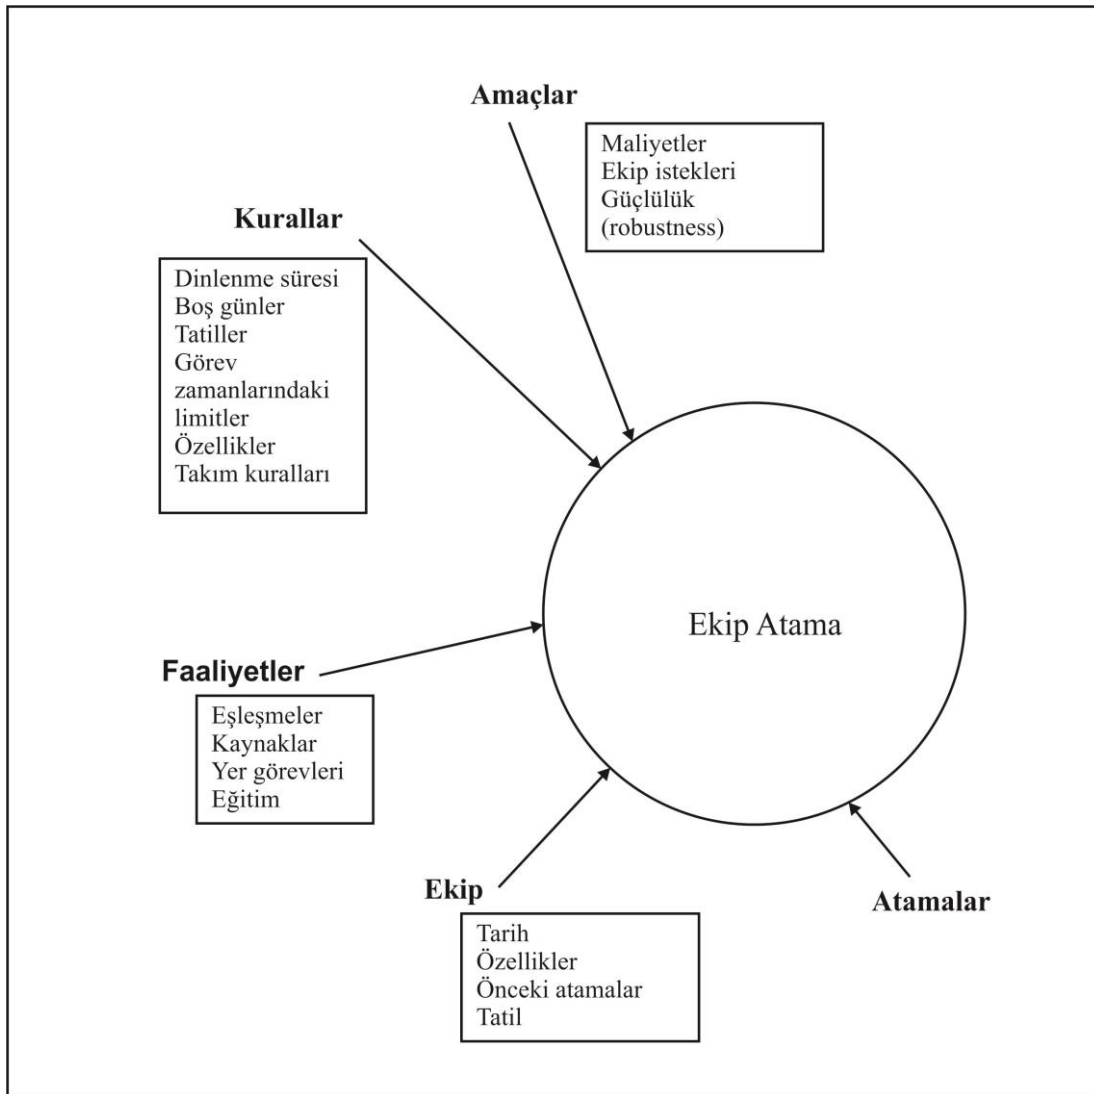 Amaçlar
Maliyetler
Ekip istekleri
Güçlülük
(robustness)
Kurallar
Dinlenme süresi
Boş günler
Tatiller
Görev
zamanlarındaki
limitler
Özellikler
Takım kuralları
Ekip Atama
Faaliyetler
Eşleşmeler
Kaynaklar
Yer görevleri
Eğitim
Ekip
Tarih
Özellikler
Önceki atamalar
Tatil
Atamalar